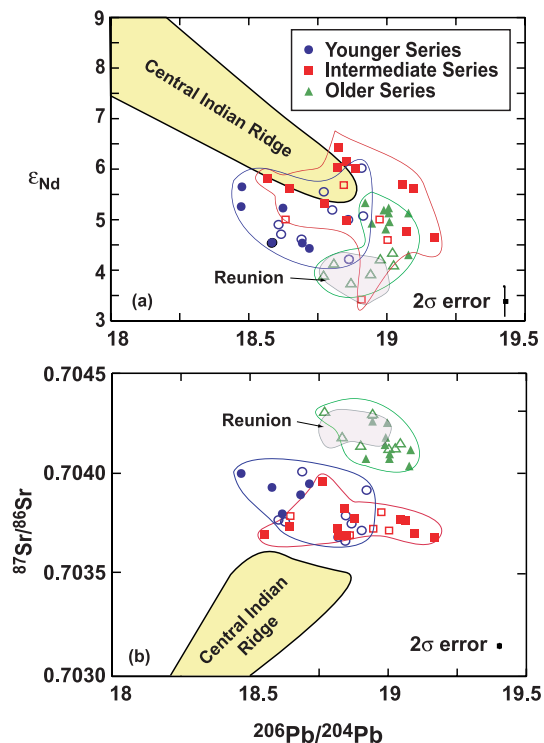 9
8
7
6
5
4
3
εNd
Central Indian Ridge
Younger Series
Intermediate Series
Older Series
Reunion
(a)
2σ error
18
18.5
19
19.5
0.7045
0.7040
0.7035
0.7030
87Sr/86Sr
Reunion
Central Indian
Ridge
(b)
2σ error
18
18.5
19
19.5
206Pb/204Pb